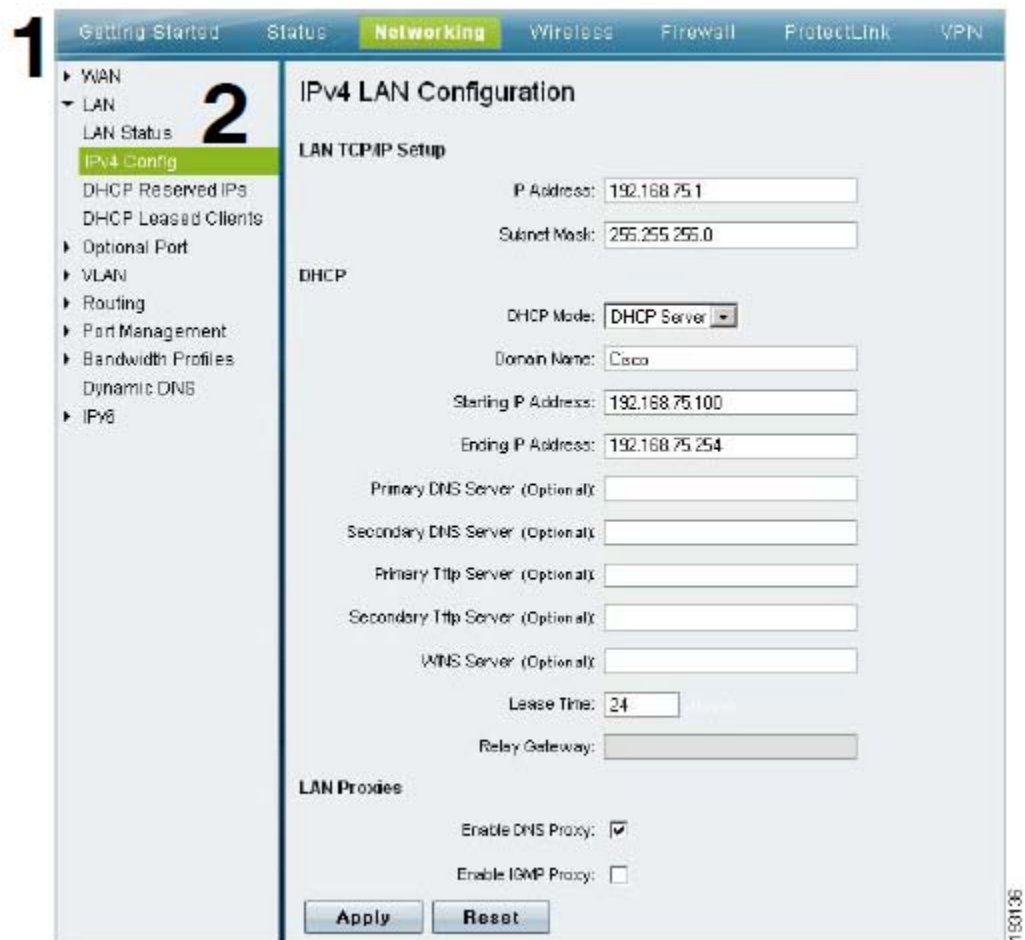 1
Getting Started Status Networking Wireless Firewall ProtectLink VPN
WAN
LAN
2
LAN Status
IPv4 Config
DHCP Reserved IPs
DHCP Leased Clients
Optional Port
VLAN
Routing
Port Management
Bandwidth Profiles
Dynamic DNS
IPv6
IPv4 LAN Configuration
LAN TCP/IP Setup
IP Address: 192.168.75.1
Subnet Mask: 255.255.255.0
DHCP
DHCP Mode: DHCP Server
Domain Name: Cisco
Starting IP Address: 192.168.75.100
Ending IP Address: 192.168.75.254
Primary DNS Server (Optional):
Secondary DNS Server (Optional):
Primary Tftp Server (Optional):
Secondary Tftp Server (Optional):
WINS Server (Optional):
Lease Time: 24
Relay Gateway:
LAN Proxies
Enable DNS Proxy:
Enable IGMP Proxy:
Apply Reset
193136